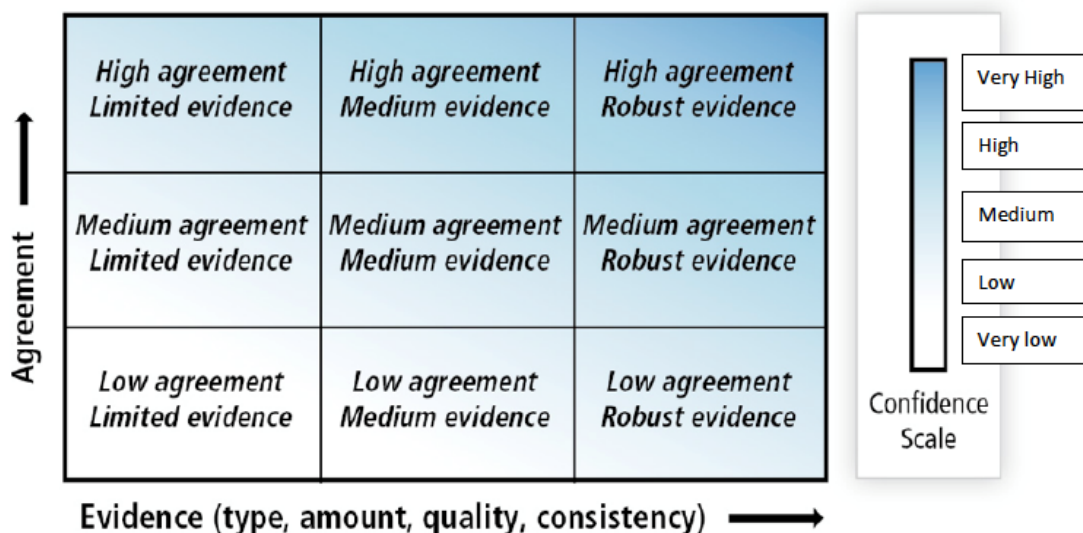 High agreement
Limited evidence
High agreement
Medium evidence
High agreement
Robust evidence
Medium agreement
Limited evidence
Medium agreement
Medium evidence
Medium agreement
Robust evidence
Low agreement
Limited evidence
Low agreement
Medium evidence
Low agreement
Robust evidence
Agreement
Evidence (type, amount, quality, consistency)
Very High
High
Medium
Low
Very low
Confidence
Scale